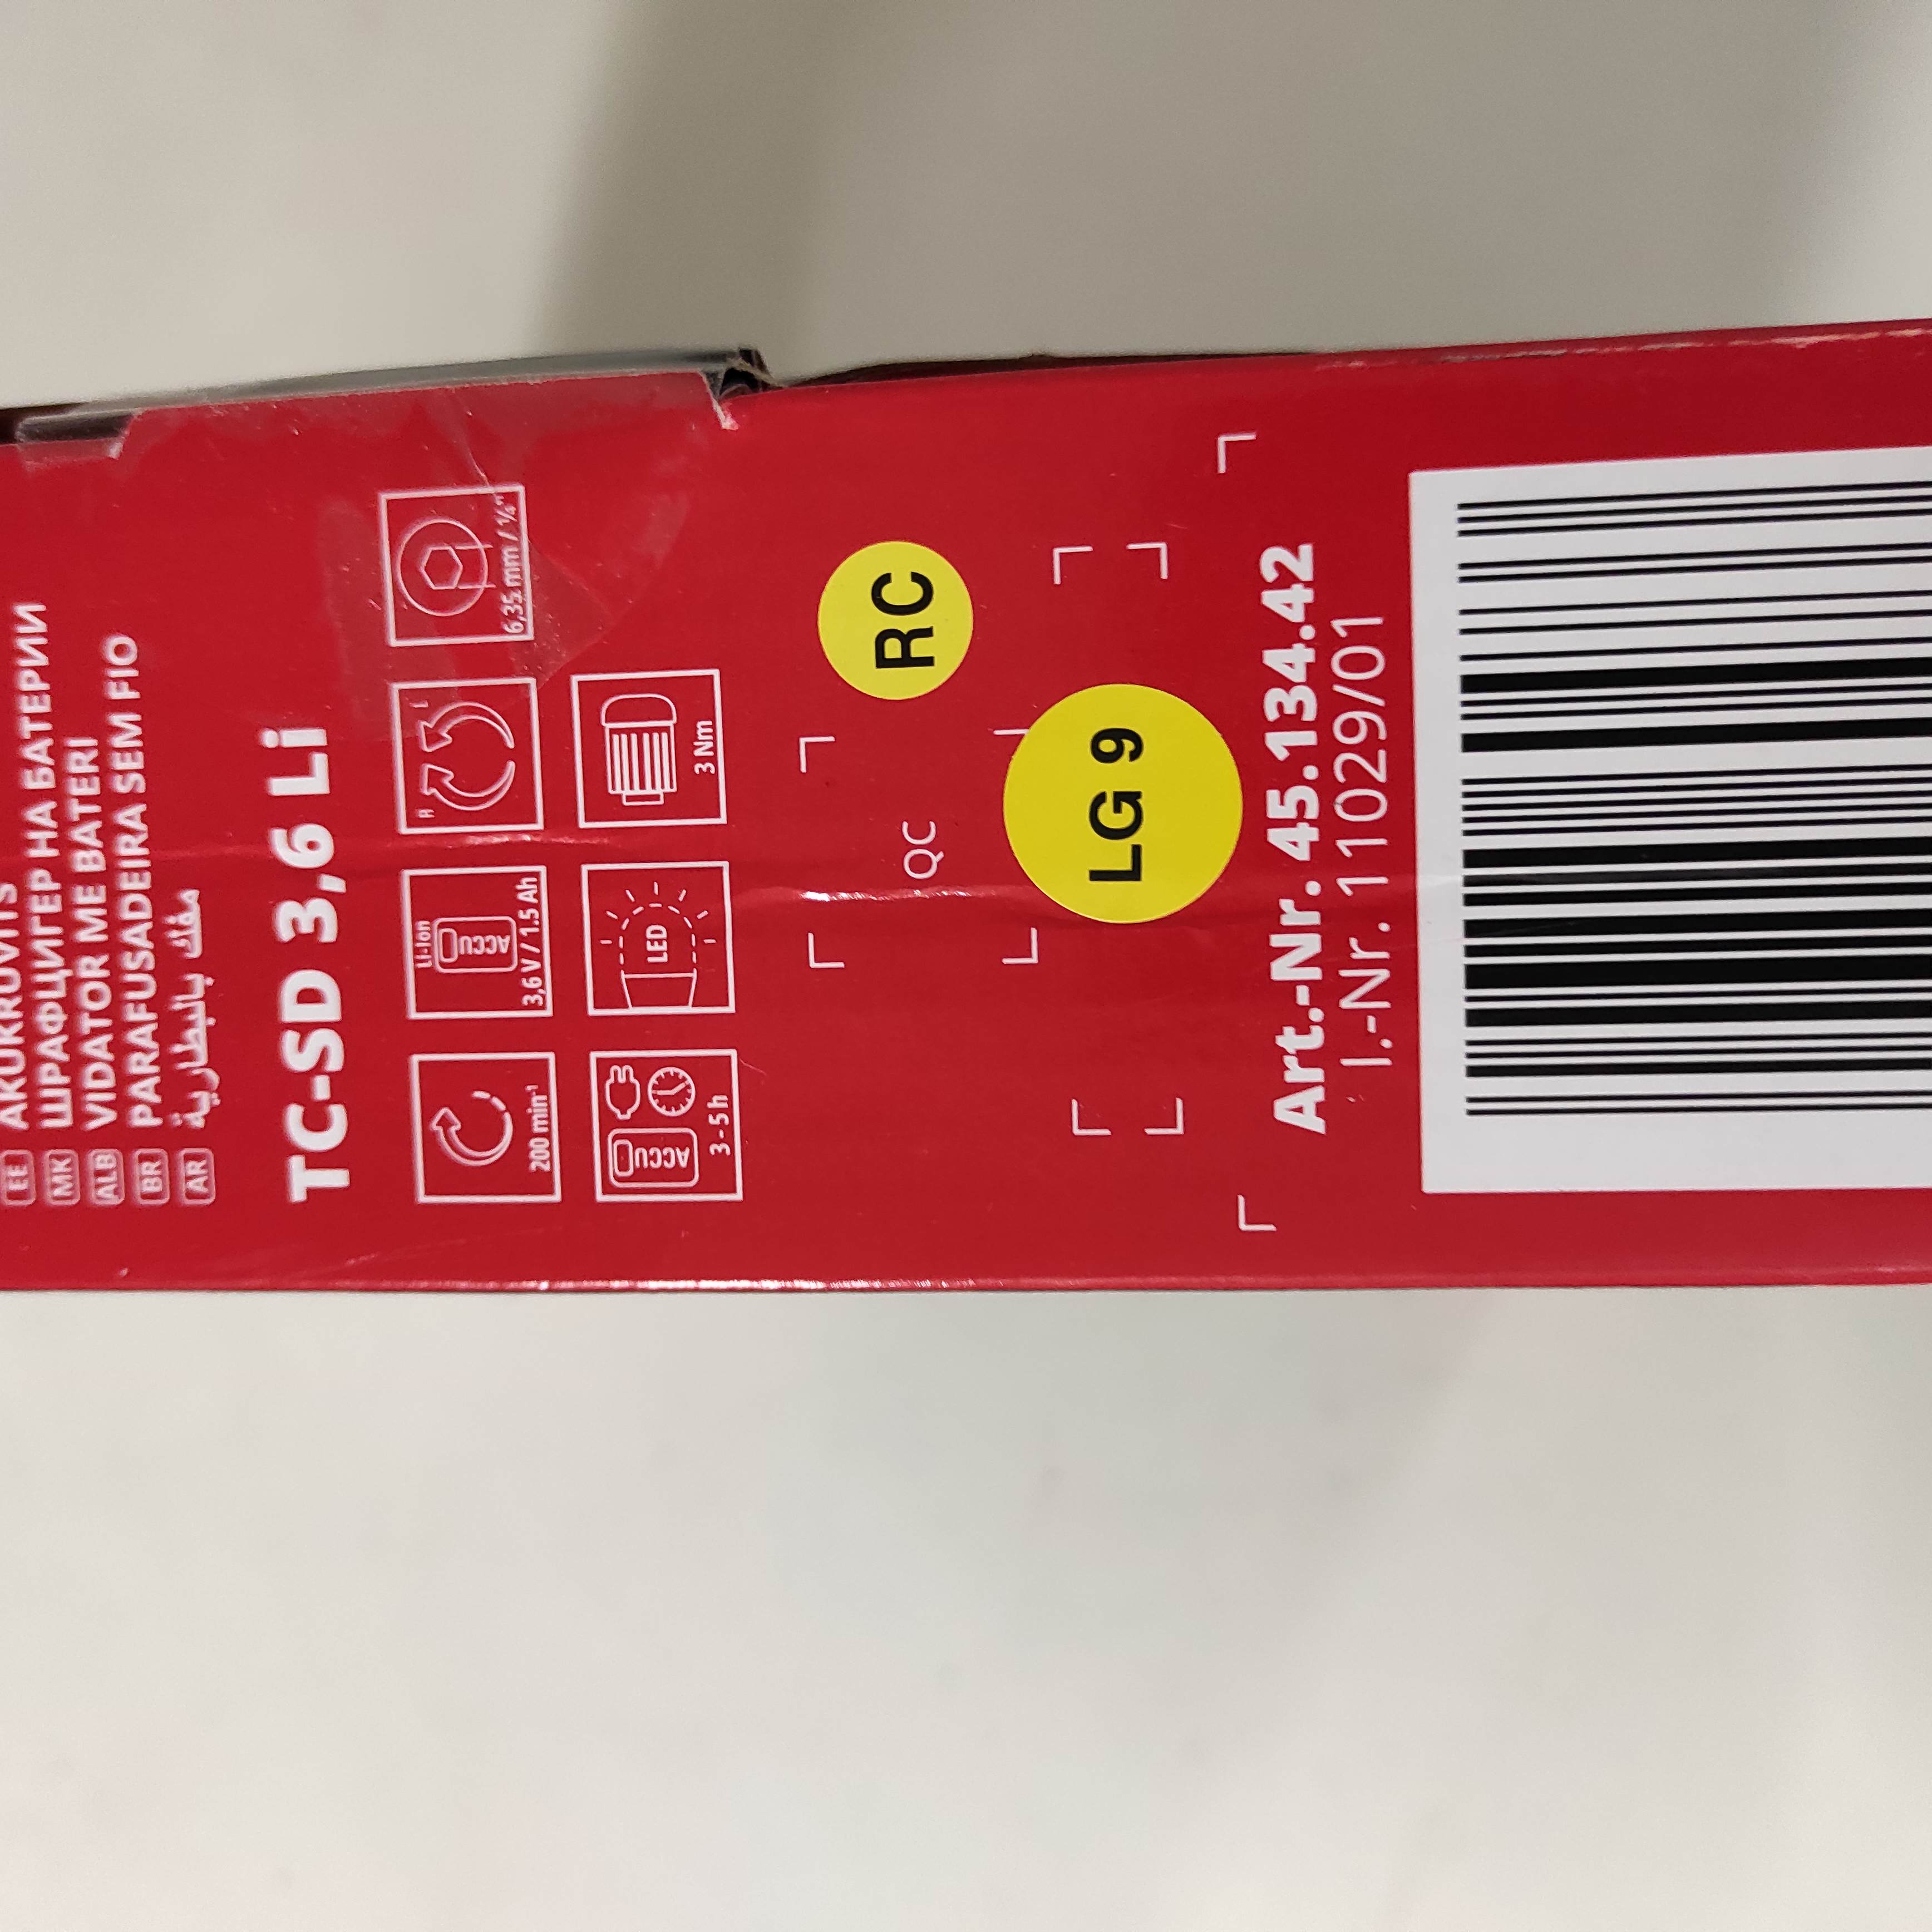 EE AKUKRUVITS
MK ШРАФЦИГЕР НА БАТЕРИИ
ALB VIDATOR ME BATERI
BR PARAFUSADEIRA SEM FIO
AR مفك بالبطارية
TC-SD 3,6 Li
200 min⁻¹
Li-Ion
ACCU
3,6 V / 1.5 Ah
R L
6,35 mm / ¼"
ACCU
3 - 5 h
LED
3 Nm
RC
QC
LG 9
Art.-Nr. 45.134.42
I.-Nr. 11029/01